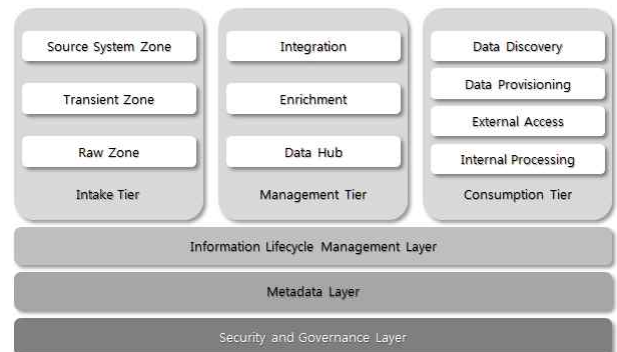 Source System Zone
Transient Zone
Raw Zone
Intake Tier
Integration
Enrichment
Data Hub
Management Tier
Data Discovery
Data Provisioning
External Access
Internal Processing
Consumption Tier
Information Lifecycle Management Layer
Metadata Layer
Security and Governance Layer